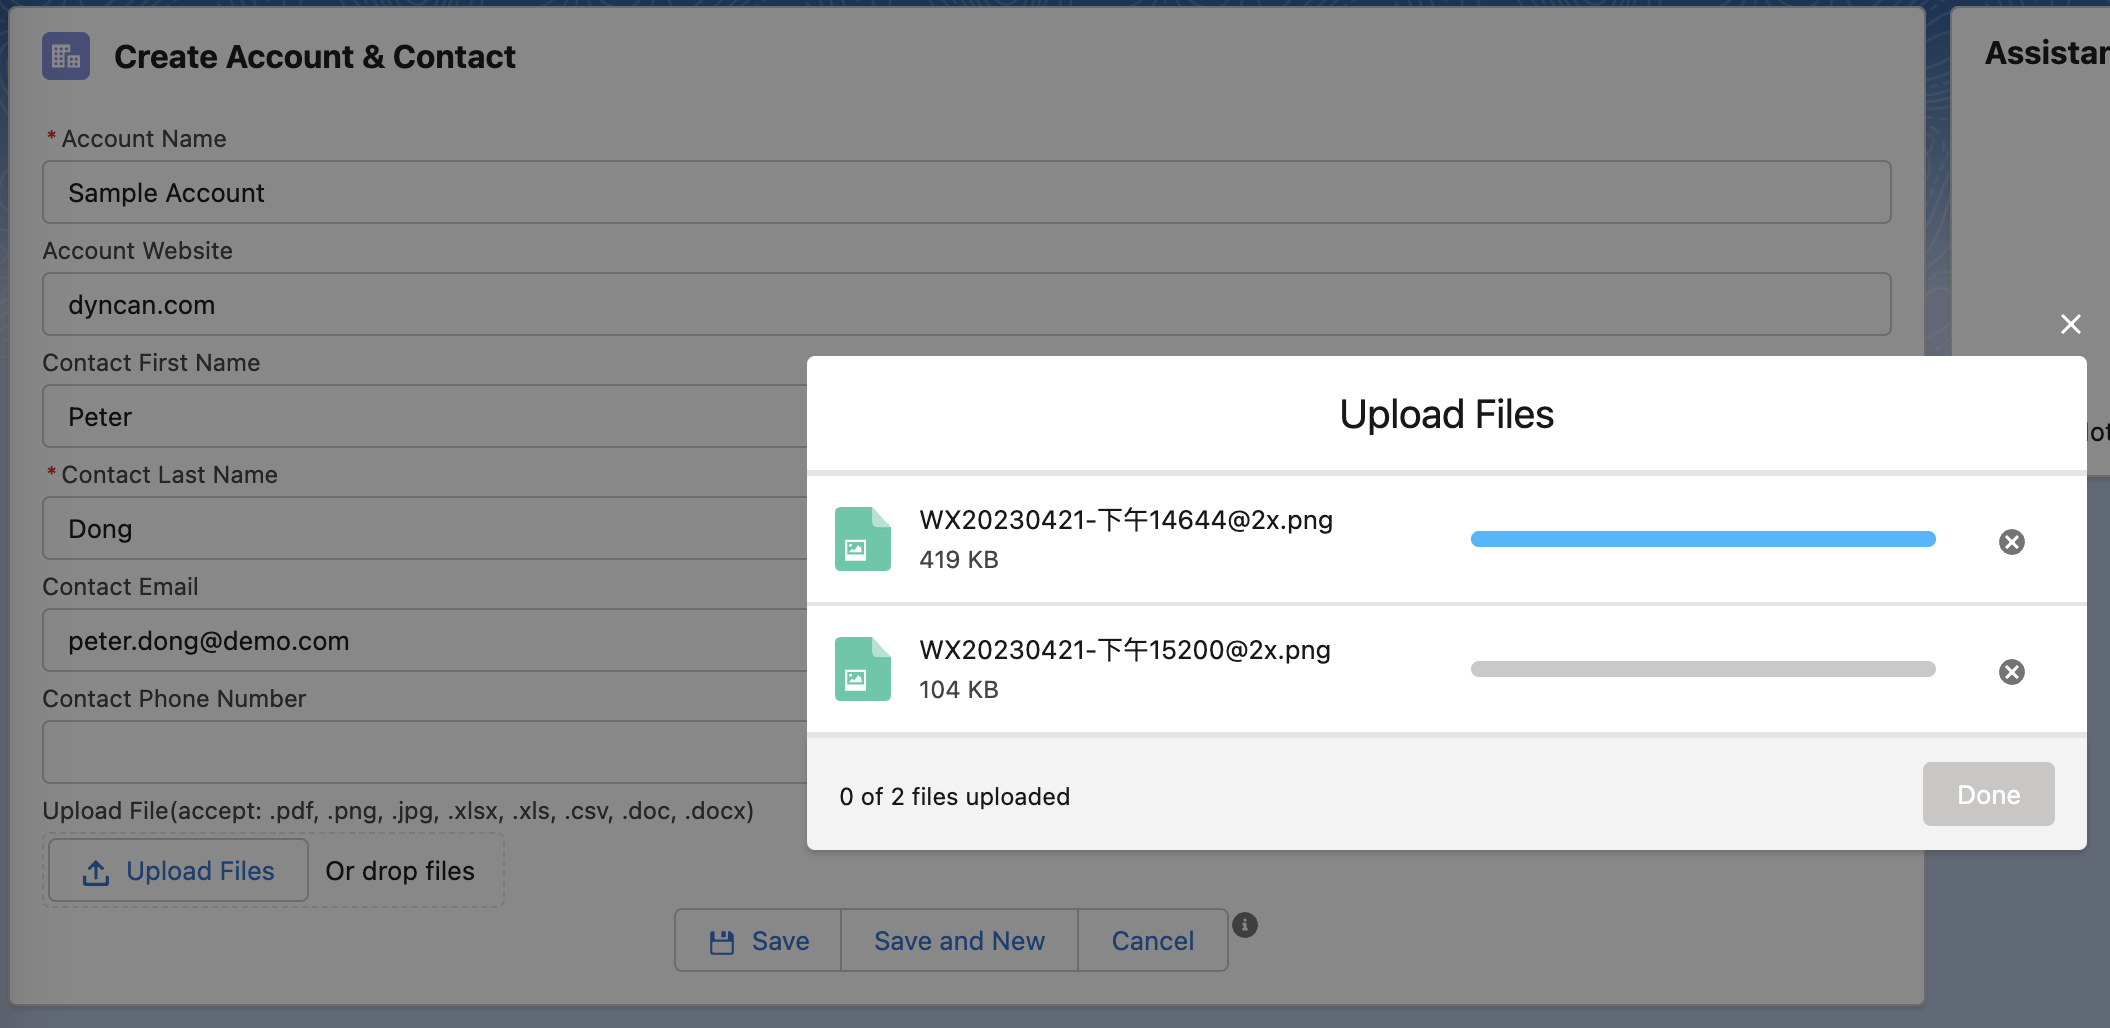 Create Account & Contact
Assistan
* Account Name
Sample Account
Account Website
dyncan.com
Contact First Name
Peter
* Contact Last Name
Dong
Contact Email
peter.dong@demo.com
Contact Phone Number
Upload File(accept: .pdf, .png, .jpg, .xlsx, .xls, .csv, .doc, .docx)
Upload Files
Or drop files
Save
Save and New
Cancel
Upload Files
WX20230421-下午14644@2x.png
419 KB
WX20230421-下午15200@2x.png
104 KB
0 of 2 files uploaded
Done